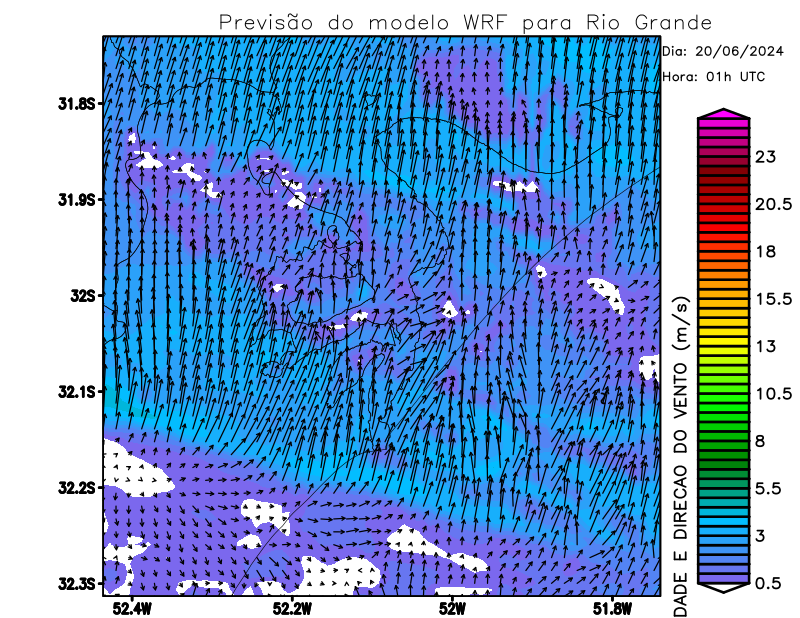 Previsão do modelo WRF para Rio Grande
Dia: 20/06/2024
Hora: 01h UTC
31.8S
31.9S
32S
32.1S
32.2S
32.3S
52.4W
52.2W
52W
51.8W
23
20.5
18
15.5
13
10.5
8
5.5
3
0.5
DADE E DIRECAO DO VENTO (m/s)